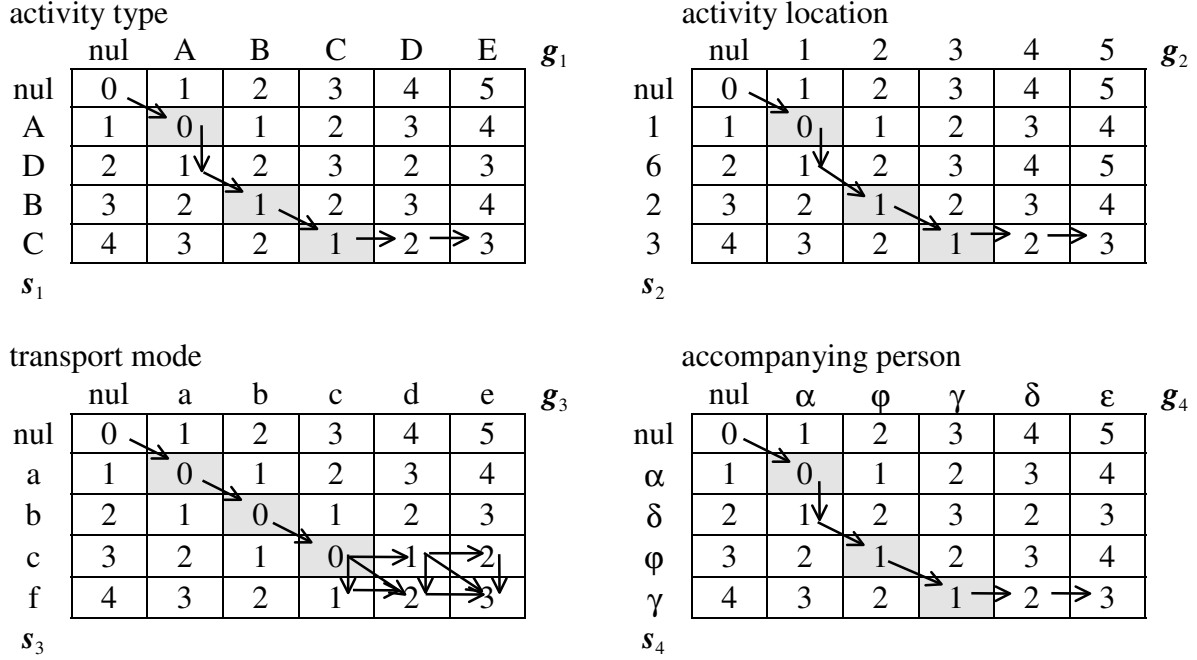 activity type activity location
nul A B C D E g1 nul 1 2 3 4 5 g2
nul 0 1 2 3 4 5 nul 0 1 2 3 4 5
A 1 0 1 2 3 4 1 1 0 1 2 3 4
D 2 1 2 3 2 3 6 2 1 2 3 4 5
B 3 2 1 2 3 4 2 3 2 1 2 3 4
C 4 3 2 1 2 3 3 4 3 2 1 2 3
s1 s2
transport mode accompanying person
nul a b c d e g3 nul α φ γ δ ε g4
nul 0 1 2 3 4 5 nul 0 1 2 3 4 5
a 1 0 1 2 3 4 α 1 0 1 2 3 4
b 2 1 0 1 2 3 δ 2 1 2 3 2 3
c 3 2 1 0 1 2 φ 3 2 1 2 3 4
f 4 3 2 1 2 3 γ 4 3 2 1 2 3
s3 s4